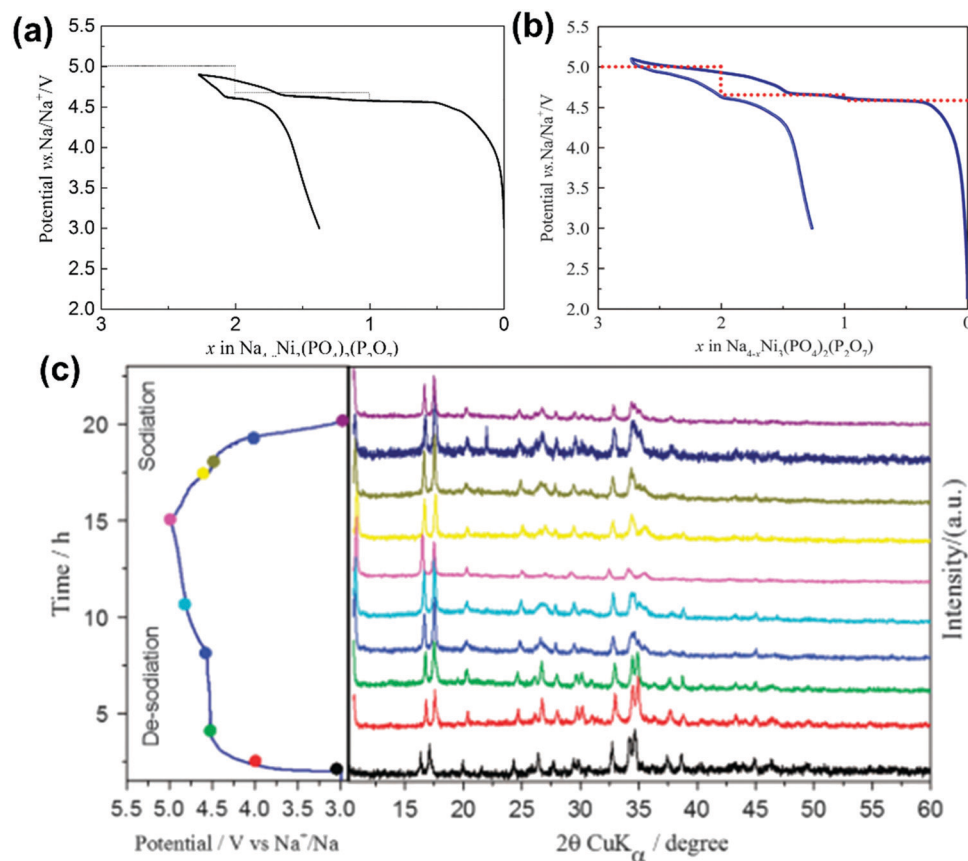 (a)
5.5
5.0
4.5
4.0
3.5
3.0
2.5
2.0
Potential vs.Na/Na⁺/V
3 2 1 0
(b)
5.5
5.0
4.5
4.0
3.5
3.0
2.5
2.0
Potential vs.Na/Na⁺/V
3 2 1 0
x in Na₄₋ₓNi₃(PO₄)₂(P₂O₇)
(c)
Sodiation
De-sodiation
20
15
10
5
Time / h
5.5 5.0 4.5 4.0 3.5 3.0
Potential / V vs Na⁺/Na
15 20 25 30 35 40 45 50 55 60
2θ CuKα / degree
Intensity/(a.u.)